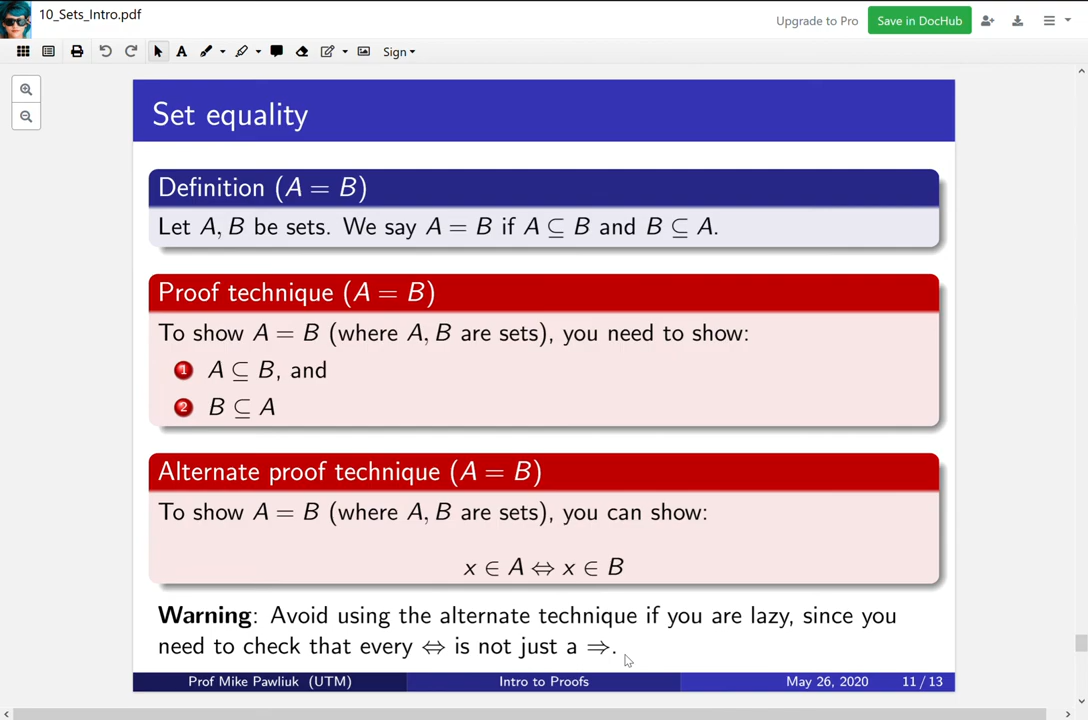 10_Sets_Intro.pdf
Upgrade to Pro
Save in DocHub
A
Sign
Set equality
Definition (A = B)
Let A, B be sets. We say A = B if A ⊆ B and B ⊆ A.
Proof technique (A = B)
To show A = B (where A, B are sets), you need to show:
1 A ⊆ B, and
2 B ⊆ A
Alternate proof technique (A = B)
To show A = B (where A, B are sets), you can show:
x ∈ A ⇔ x ∈ B
Warning: Avoid using the alternate technique if you are lazy, since you
need to check that every ⇔ is not just a ⇒.
Prof Mike Pawliuk (UTM) Intro to Proofs May 26, 2020 11 / 13